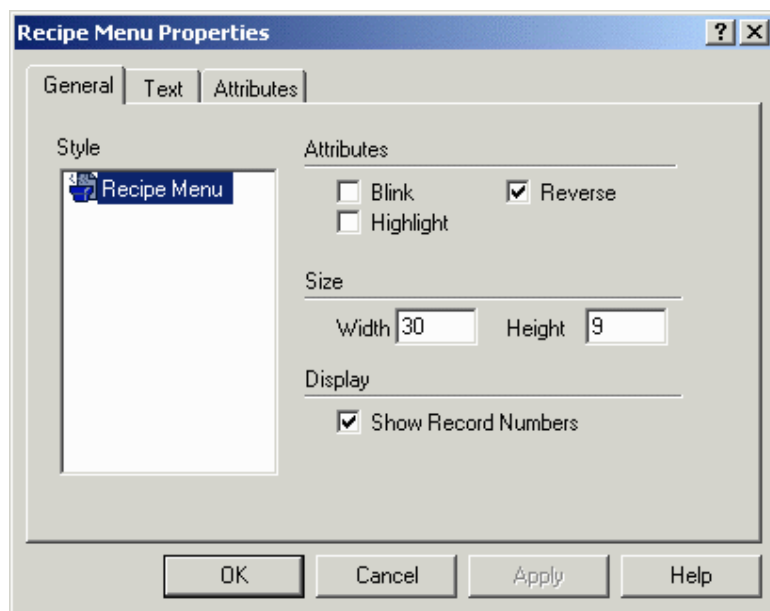 Recipe Menu Properties
General Text Attributes
Style
Recipe Menu
Attributes
Blink Reverse
Highlight
Size
Width 30 Height 9
Display
Show Record Numbers
OK Cancel Apply Help